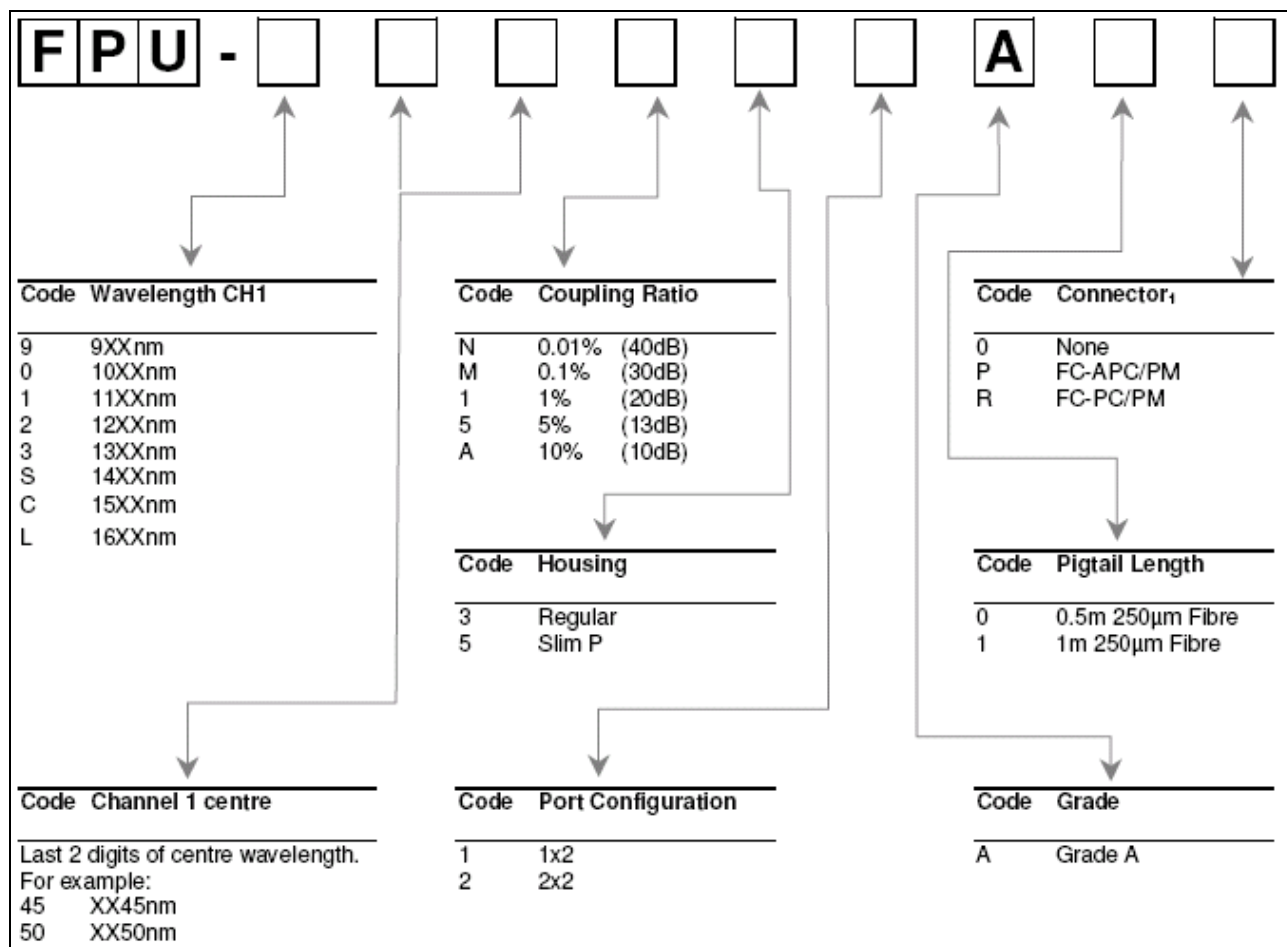 FPU - A
Code Wavelength CH1
9 9XXnm
0 10XXnm
1 11XXnm
2 12XXnm
3 13XXnm
S 14XXnm
C 15XXnm
L 16XXnm
Code Coupling Ratio
N 0.01% (40dB)
M 0.1% (30dB)
1 1% (20dB)
5 5% (13dB)
A 10% (10dB)
Code Connector₁
0 None
P FC-APC/PM
R FC-PC/PM
Code Housing
3 Regular
5 Slim P
Code Pigtail Length
0 0.5m 250µm Fibre
1 1m 250µm Fibre
Code Channel 1 centre
Last 2 digits of centre wavelength.
For example:
45 XX45nm
50 XX50nm
Code Port Configuration
1 1x2
2 2x2
Code Grade
A Grade A